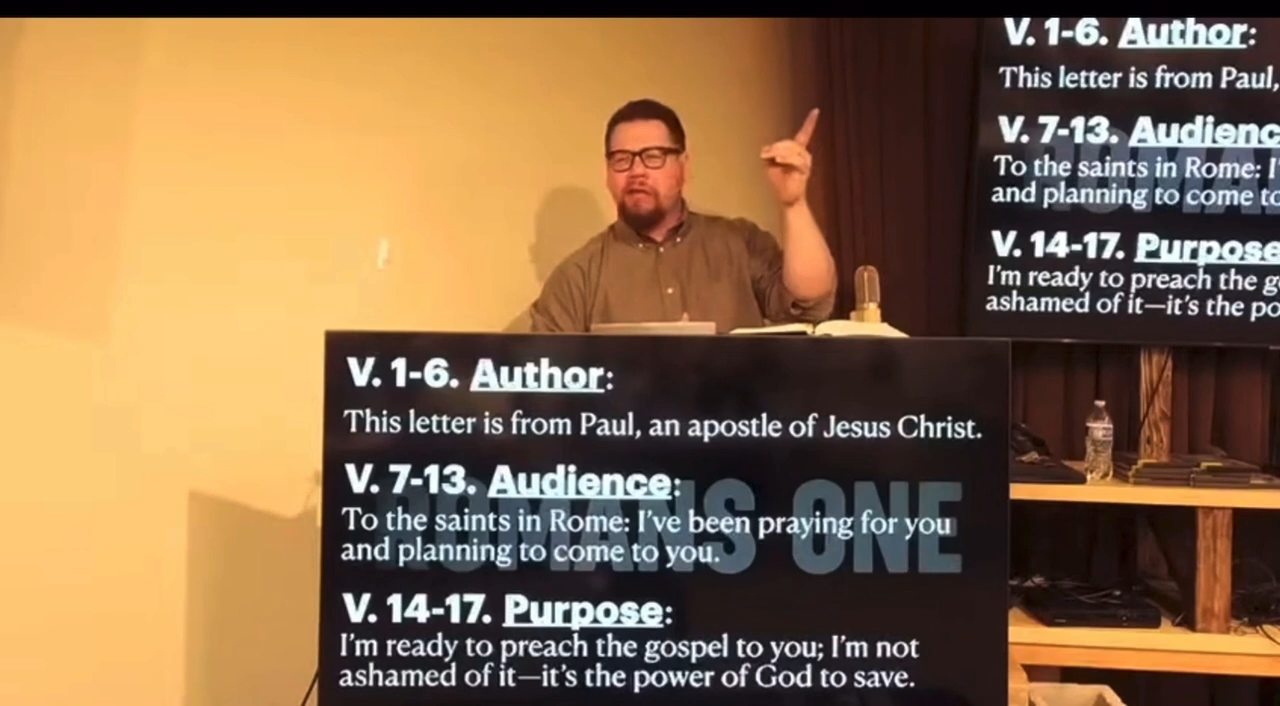 V. 1-6. Author:
This letter is from Paul, an apostle of Jesus Christ.
V. 7-13. Audience:
To the saints in Rome: I've been praying for you
and planning to come to you.
V. 14-17. Purpose:
I'm ready to preach the gospel to you; I'm not
ashamed of it—it's the power of God to save.
ROMANS ONE
V. 1-6. Author:
This letter is from Paul,
V. 7-13. Audienc
To the saints in Rome: I'
and planning to come to
V. 14-17. Purpose
I'm ready to preach the g
ashamed of it—it's the po